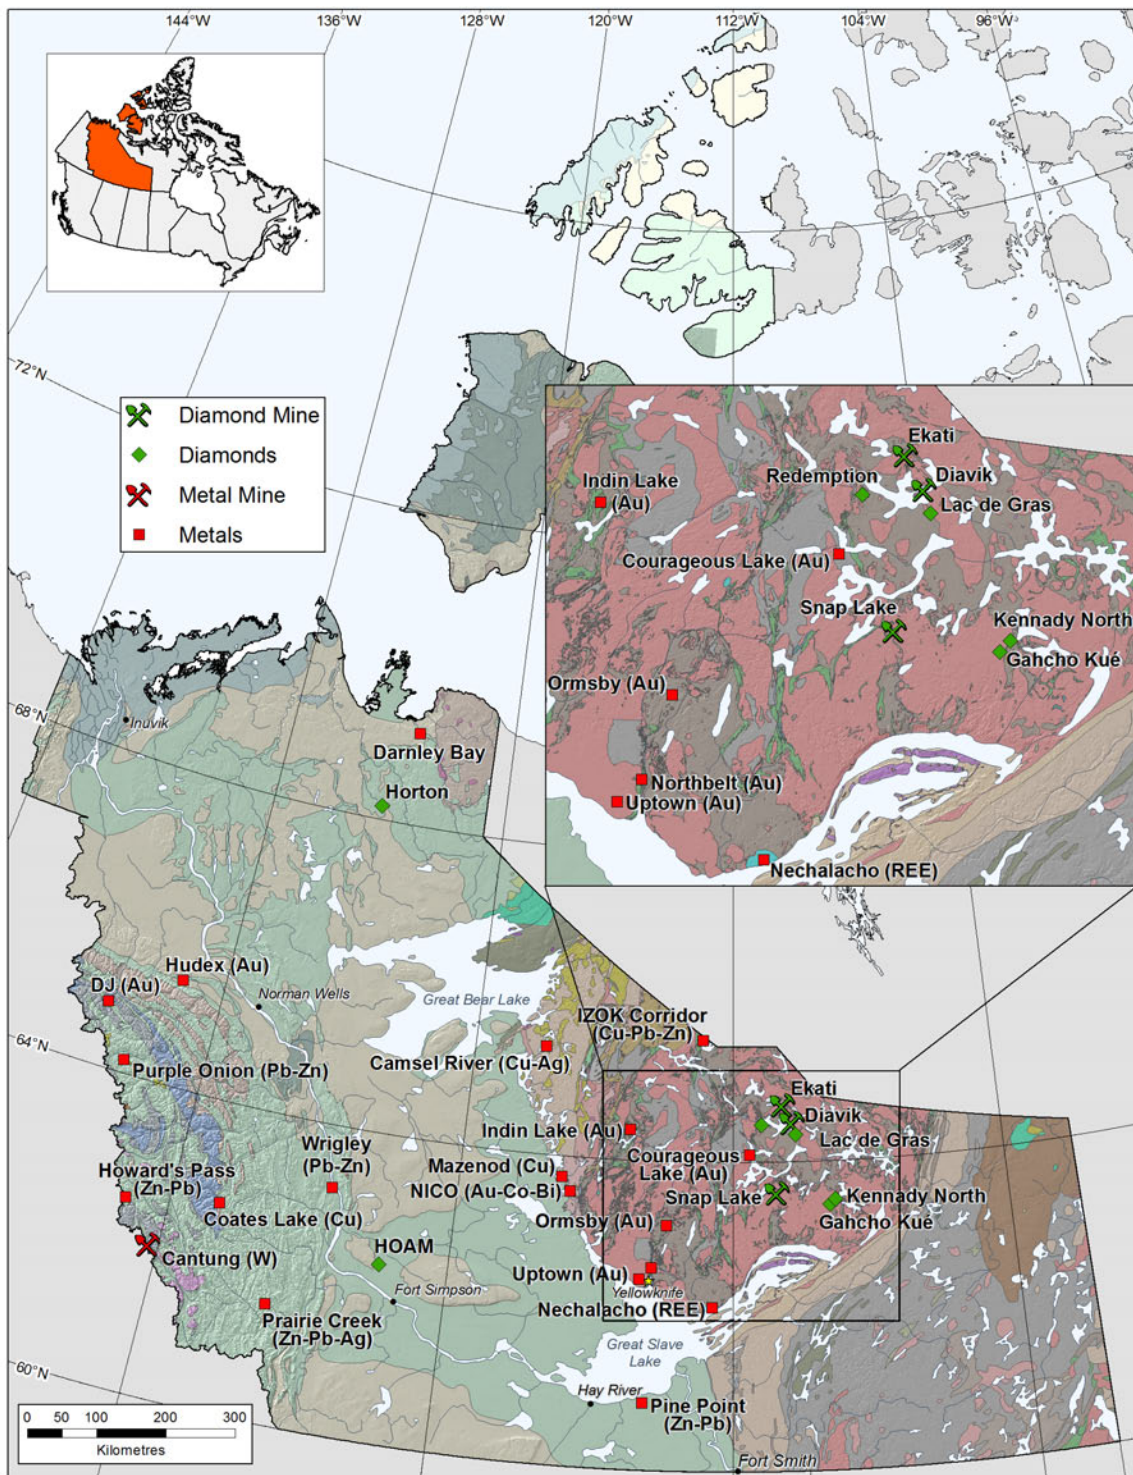 144°W
136°W
128°W
120°W
112°W
104°W
96°W
72°N
Diamond Mine
Diamonds
Metal Mine
Metals
Ekati
Redemption
Diavik
Indin Lake
(Au)
Lac de Gras
Courageous Lake (Au)
Snap Lake
Kennady North
Gahcho Kué
Ormsby (Au)
Northbelt (Au)
Uptown (Au)
Nechalacho (REE)
68°N
Inuvik
Darnley Bay
Horton
Hudex (Au)
DJ (Au)
Norman Wells
Great Bear Lake
IZOK Corridor
(Cu-Pb-Zn)
64°N
Camsel River (Cu-Ag)
Purple Onion (Pb-Zn)
Ekati
Diavik
Lac de Gras
Indin Lake (Au)
Wrigley
(Pb-Zn)
Courageous
Lake (Au)
Mazenod (Cu)
NICO (Au-Co-Bi)
Howard's Pass
(Zn-Pb)
Snap Lake
Kennady North
Gahcho Kué
Coates Lake (Cu)
Ormsby (Au)
Cantung (W)
HOAM
Uptown (Au)
Yellowknife
Fort Simpson
Nechalacho (REE)
Prairie Creek
(Zn-Pb-Ag)
Great Slave
Lake
60°N
Hay River
Pine Point
(Zn-Pb)
0 50 100 200 300
Kilometres
Fort Smith